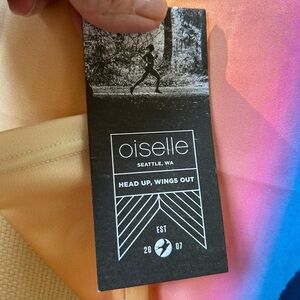 oiselle
SEATTLE, WA
HEAD UP, WINGS OUT
EST
20 07